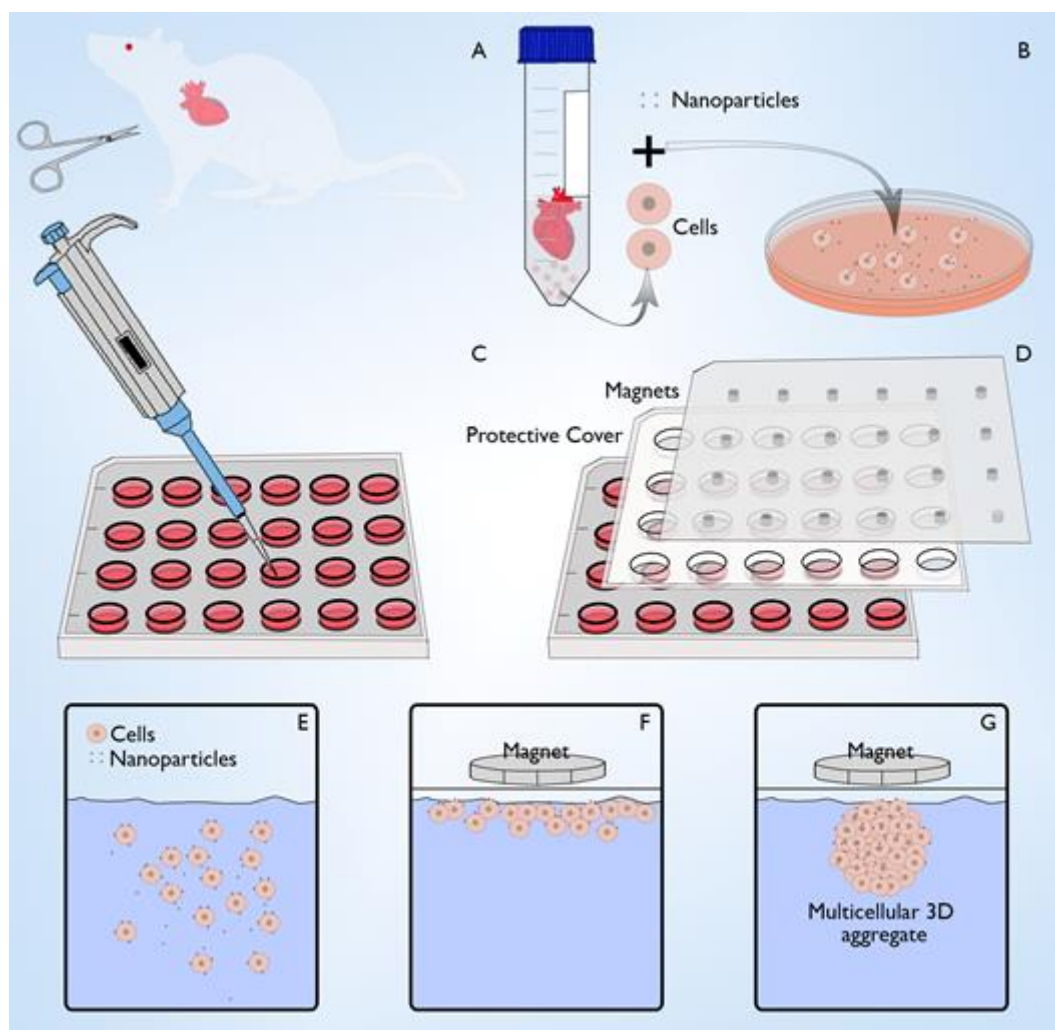 A
B
Nanoparticles
Cells
C
D
Magnets
Protective Cover
E
Cells
Nanoparticles
F
Magnet
G
Magnet
Multicellular 3D
aggregate